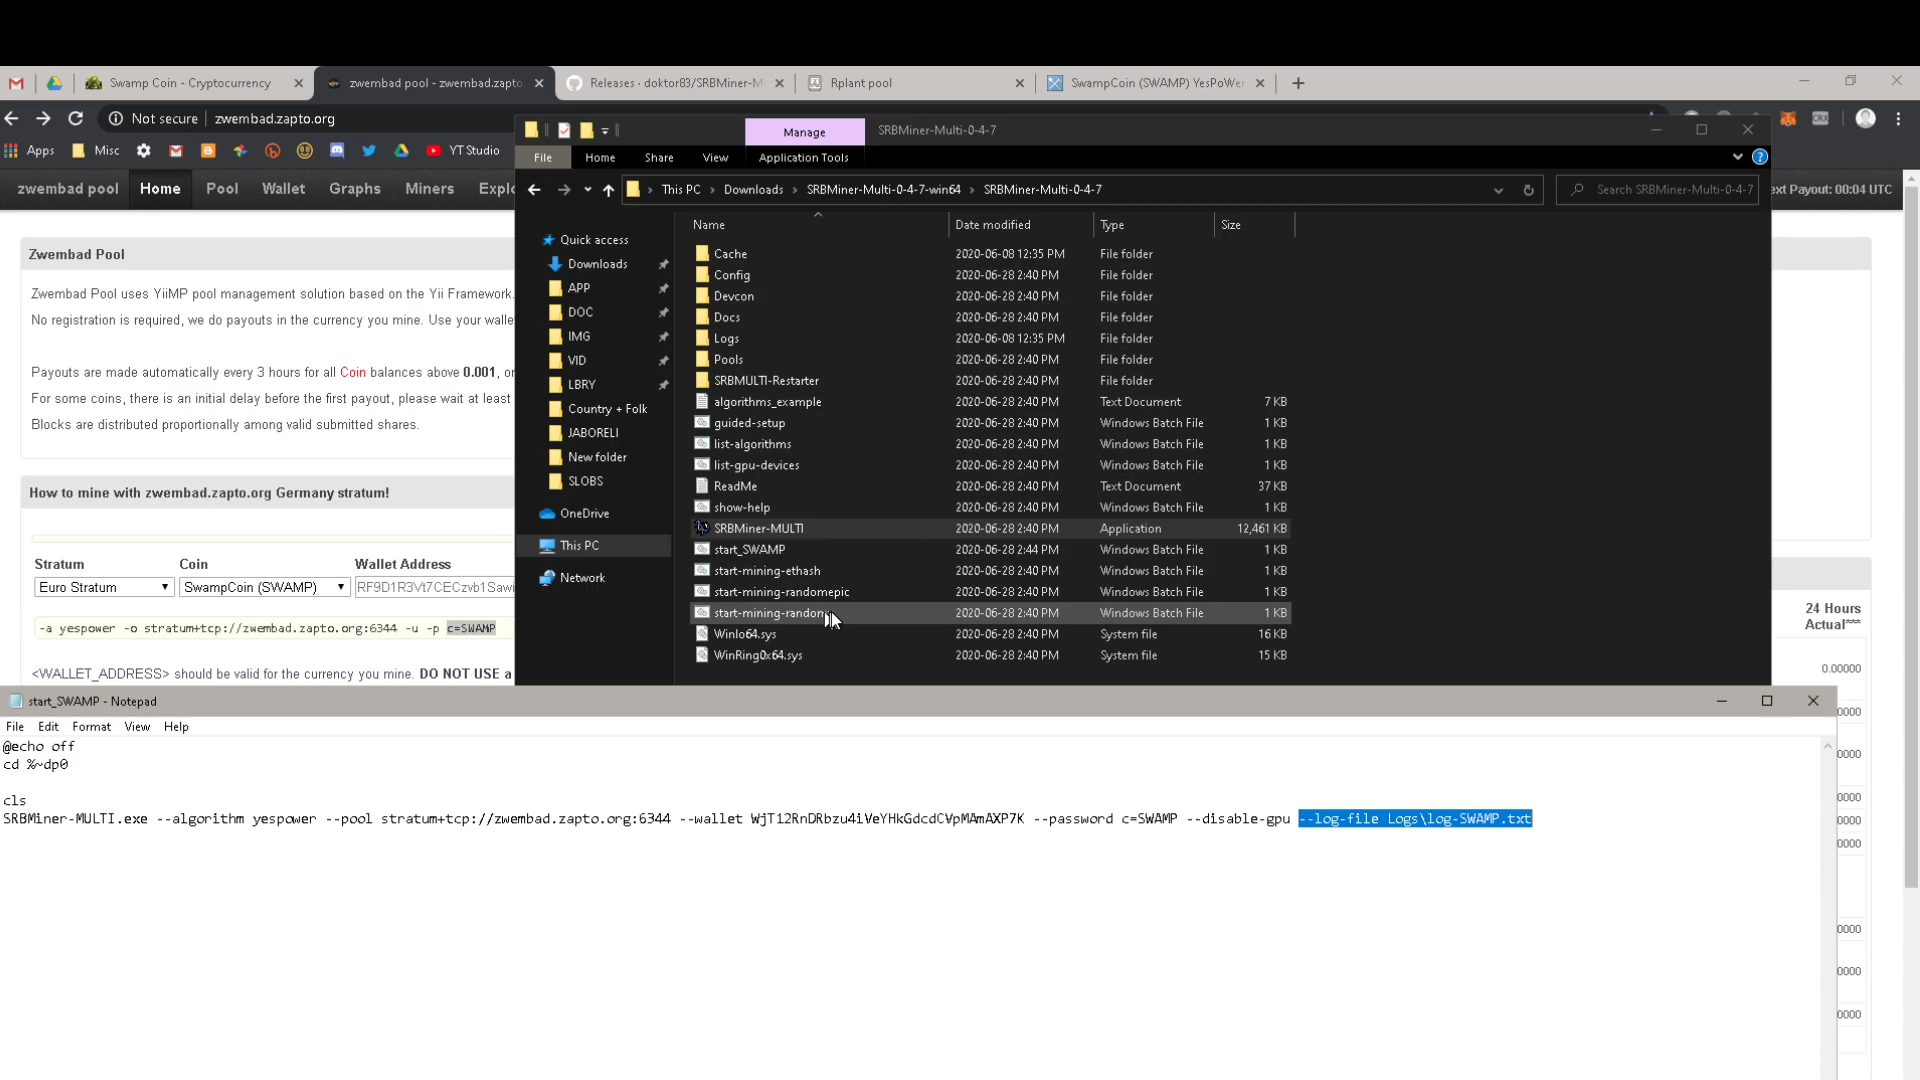 Swamp Coin - Cryptocurrency
zwembad pool - zwembad.zapto.
Releases · doktor83/SRBMiner-M
Rplant pool
SwampCoin (SWAMP) YesPoWer
Not secure
zwembad.zapto.org
Apps
Misc
YT Studio
zwembad pool
Home
Pool
Wallet
Graphs
Miners
Explo
ext Payout: 00:04 UTC
Manage
SRBMiner-Multi-0-4-7
File
Home
Share
View
Application Tools
This PC > Downloads > SRBMiner-Multi-0-4-7-win64 > SRBMiner-Multi-0-4-7
Search SRBMiner-Multi-0-4-7
Name Date modified Type Size
Quick access
Downloads
APP
DOC
IMG
VID
LBRY
Country + Folk
JABORELI
New folder
SLOBS
OneDrive
This PC
Network
Cache 2020-06-08 12:35 PM File folder
Config 2020-06-28 2:40 PM File folder
Devcon 2020-06-28 2:40 PM File folder
Docs 2020-06-28 2:40 PM File folder
Logs 2020-06-08 12:35 PM File folder
Pools 2020-06-28 2:40 PM File folder
SRBMULTI-Restarter 2020-06-28 2:40 PM File folder
algorithms_example 2020-06-28 2:40 PM Text Document 7 KB
guided-setup 2020-06-28 2:40 PM Windows Batch File 1 KB
list-algorithms 2020-06-28 2:40 PM Windows Batch File 1 KB
list-gpu-devices 2020-06-28 2:40 PM Windows Batch File 1 KB
ReadMe 2020-06-28 2:40 PM Text Document 37 KB
show-help 2020-06-28 2:40 PM Windows Batch File 1 KB
SRBMiner-MULTI 2020-06-28 2:40 PM Application 12,461 KB
start_SWAMP 2020-06-28 2:44 PM Windows Batch File 1 KB
start-mining-ethash 2020-06-28 2:40 PM Windows Batch File 1 KB
start-mining-randomepic 2020-06-28 2:40 PM Windows Batch File 1 KB
start-mining-random 2020-06-28 2:40 PM Windows Batch File 1 KB
WinIo64.sys 2020-06-28 2:40 PM System file 16 KB
WinRing0x64.sys 2020-06-28 2:40 PM System file 15 KB
Zwembad Pool
Zwembad Pool uses YiiMP pool management solution based on the Yii Framework.
No registration is required, we do payouts in the currency you mine. Use your walle
Payouts are made automatically every 3 hours for all Coin balances above 0.001, or
For some coins, there is an initial delay before the first payout, please wait at least
Blocks are distributed proportionally among valid submitted shares.
How to mine with zwembad.zapto.org Germany stratum!
Stratum Coin Wallet Address
Euro Stratum SwampCoin (SWAMP) RF9D1R3Vt7CECzvb1Sawi
-a yespower -o stratum+tcp://zwembad.zapto.org:6344 -u -p c=SWAMP
<WALLET_ADDRESS> should be valid for the currency you mine. DO NOT USE a
24 Hours
Actual***
0.00000
0000
0000
0000
0000
0000
0000
0000
0000
start_SWAMP - Notepad
File Edit Format View Help
@echo off
cd %~dp0
cls
SRBMiner-MULTI.exe --algorithm yespower --pool stratum+tcp://zwembad.zapto.org:6344 --wallet WjT12RnDRbzu4iVeYHkGdcdCVpMAmAXP7K --password c=SWAMP --disable-gpu --log-file Logs\log-SWAMP.txt